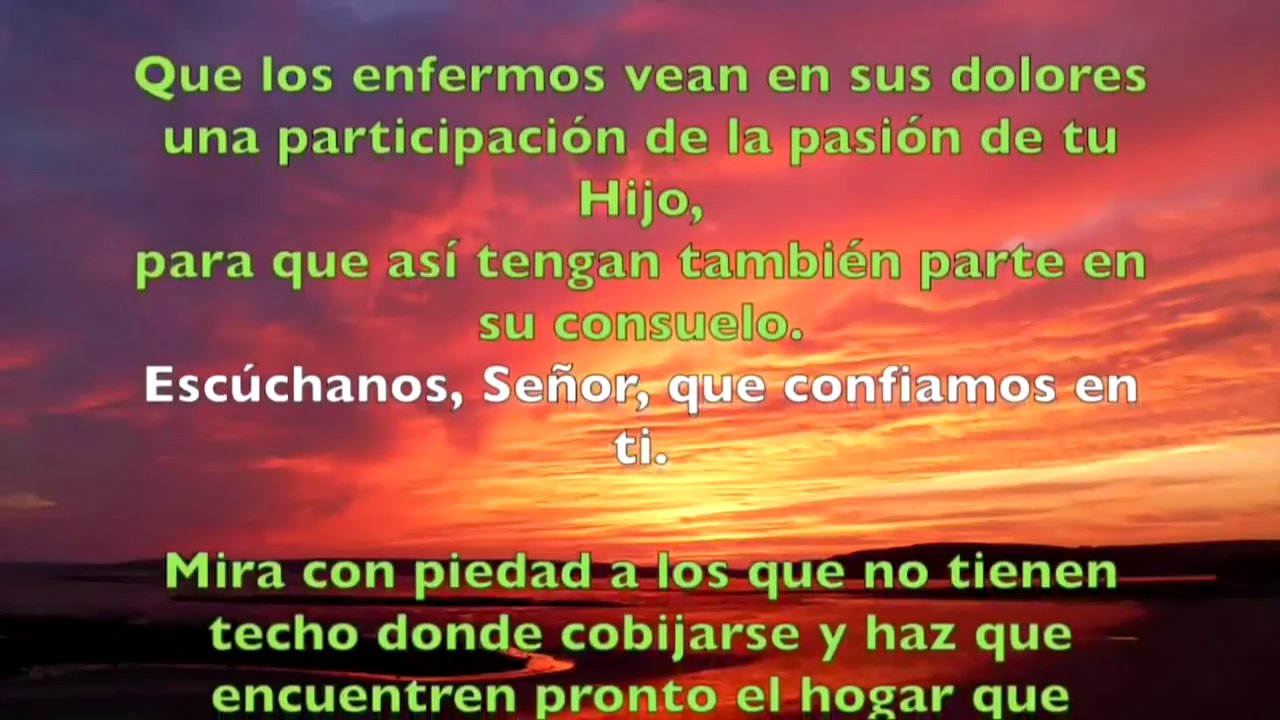 Que los enfermos vean en sus dolores
una participación de la pasión de tu
Hijo,
para que así tengan también parte en
su consuelo.
Escúchanos, Señor, que confiamos en
ti.
Mira con piedad a los que no tienen
techo donde cobijarse y haz que
encuentren pronto el hogar que